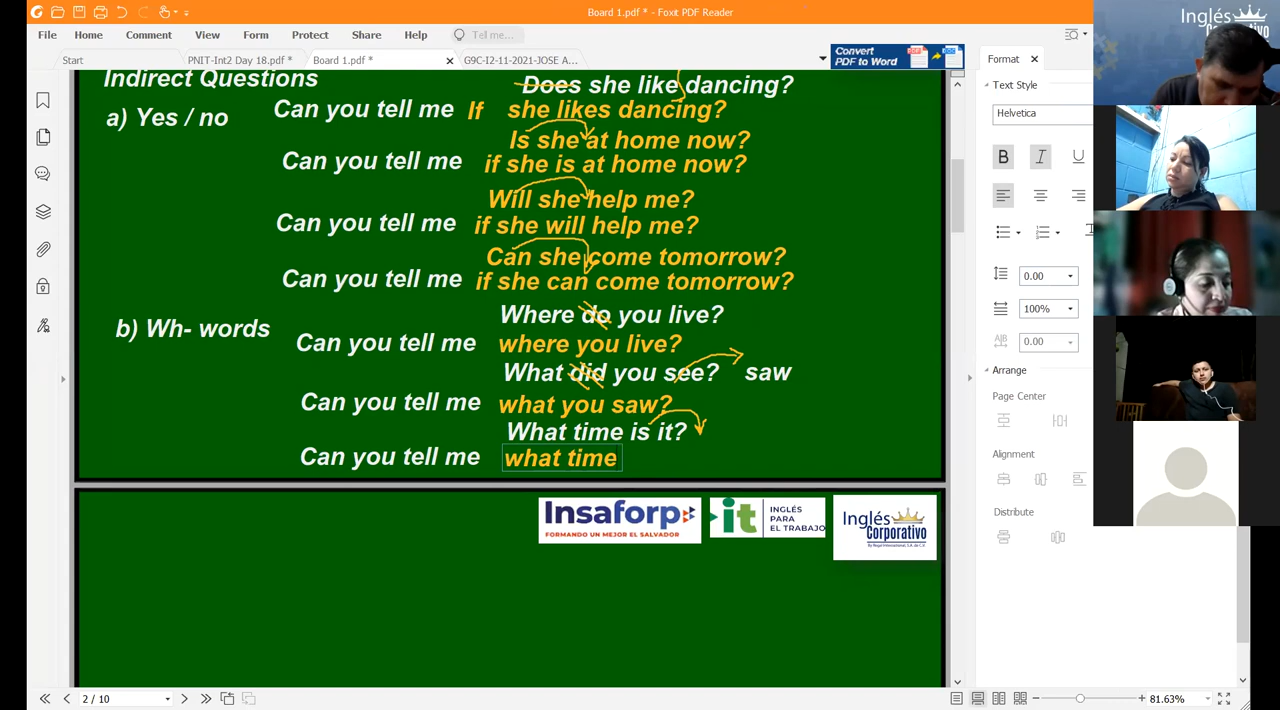 Board 1.pdf * - Foxit PDF Reader
File Home Comment View Form Protect Share Help Tell me...
Start PNIT-Int2 Day 18.pdf * Board 1.pdf * G9C-I2-11-2021-JOSE A...
Convert
PDF to Word
Inglés
Corporativo
Format
Text Style
Helvetica
B I U
0.00
100%
0.00
Arrange
Page Center
Alignment
Distribute
Indirect Questions
Does she like dancing?
a) Yes / no
Can you tell me If she likes dancing?
Is she at home now?
Can you tell me if she is at home now?
Will she help me?
Can you tell me if she will help me?
Can she come tomorrow?
Can you tell me if she can come tomorrow?
b) Wh- words
Where do you live?
Can you tell me where you live?
What did you see? saw
Can you tell me what you saw?
What time is it?
Can you tell me what time
Insaforp
FORMANDO UN MEJOR EL SALVADOR
it
INGLÉS
PARA
EL TRABAJO
Inglés
Corporativo
2 / 10
81.63%